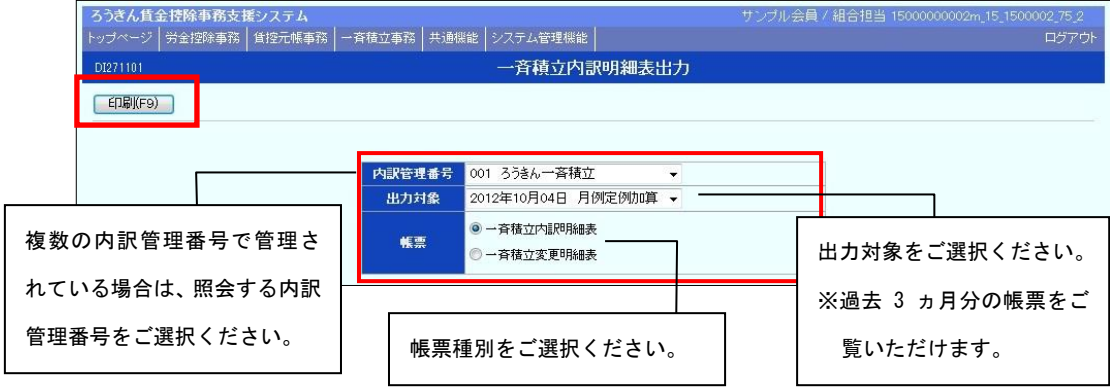 ろうきん賃金控除事務支援システム
サンプル会員 / 組合担当 15000000002m_15_1500002_75_2
トップページ 労金控除事務 賃控元帳事務 一斉積立事務 共通機能 システム管理機能 ログアウト
DI271101 一斉積立内訳明細表出力
印刷(F9)
内訳管理番号 001 ろうきん一斉積立
出力対象 2012年10月04日 月例定例加算
帳票 一斉積立内訳明細表
一斉積立変更明細表
複数の内訳管理番号で管理さ
れている場合は、照会する内訳
管理番号をご選択ください。
帳票種別をご選択ください。
出力対象をご選択ください。
※過去 3 ヵ月分の帳票をご
覧いただけます。